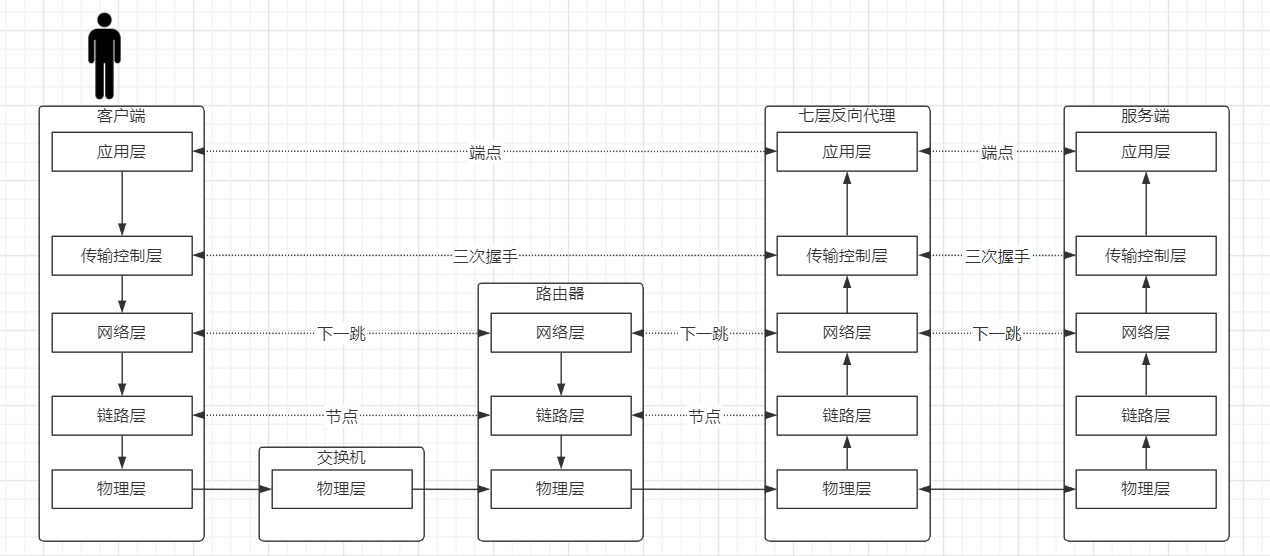 客户端
七层反向代理
服务端
应用层
端点
应用层
端点
应用层
传输控制层
三次握手
传输控制层
三次握手
传输控制层
路由器
网络层
下一跳
网络层
下一跳
网络层
下一跳
网络层
链路层
节点
链路层
节点
链路层
链路层
交换机
物理层
物理层
物理层
物理层
物理层